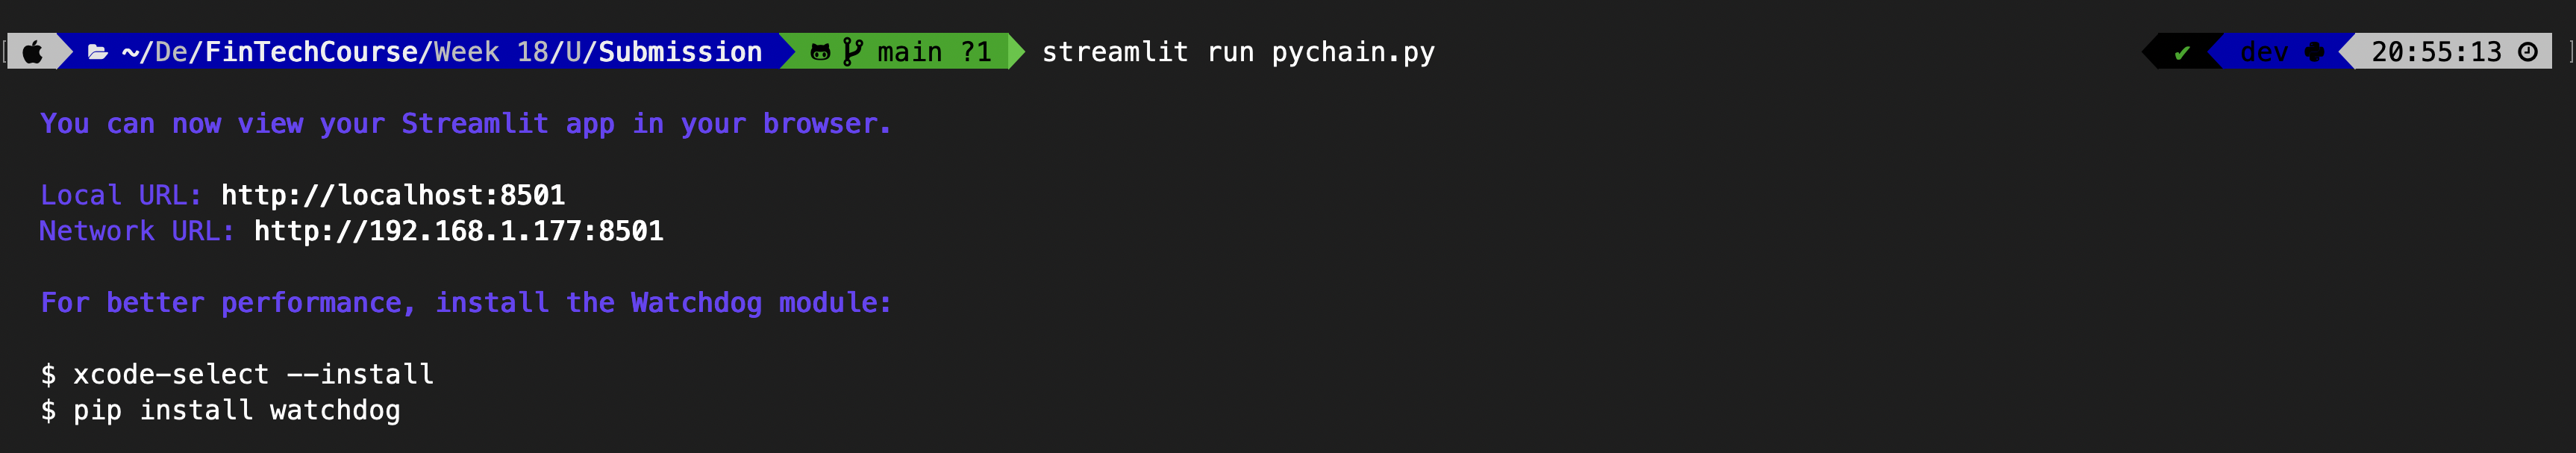 ~/De/FinTechCourse/Week 18/U/Submission main ?1 streamlit run pychain.py ✔ dev 20:55:13
You can now view your Streamlit app in your browser.
Local URL: http://localhost:8501
Network URL: http://192.168.1.177:8501
For better performance, install the Watchdog module:
$ xcode-select --install
$ pip install watchdog